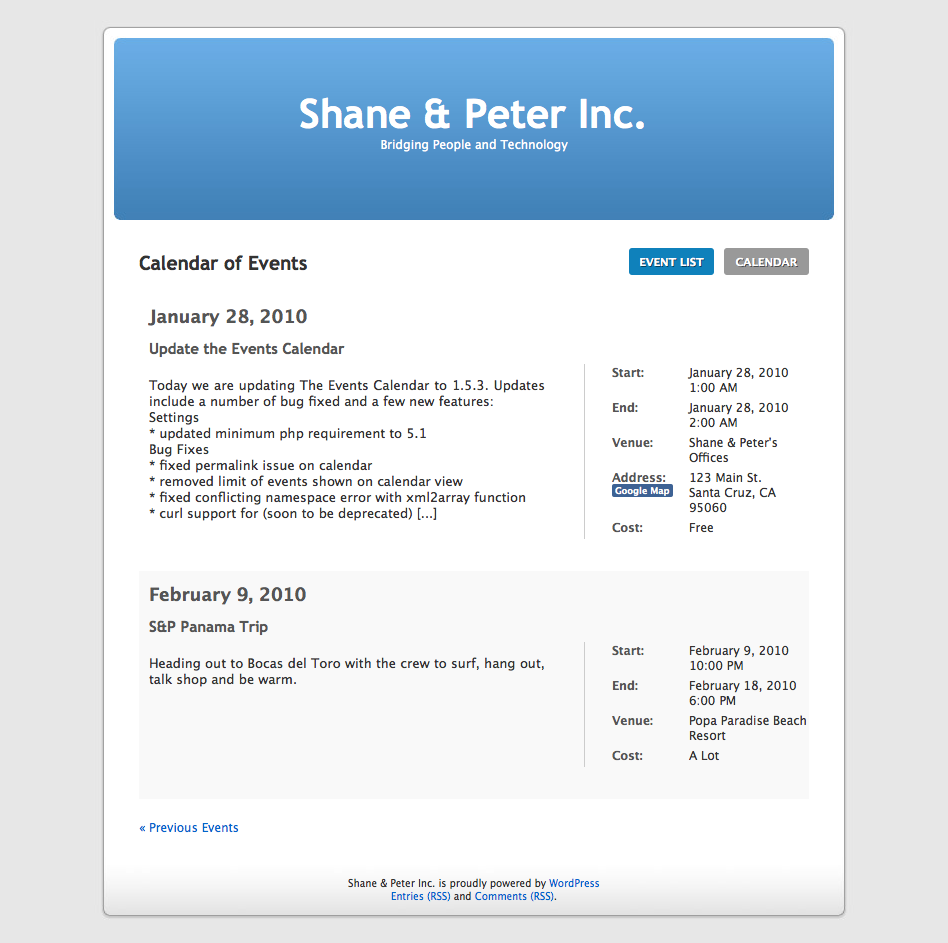 Shane & Peter Inc.
Bridging People and Technology
Calendar of Events
EVENT LIST
CALENDAR
January 28, 2010
Update the Events Calendar
Today we are updating The Events Calendar to 1.5.3. Updates
include a number of bug fixed and a few new features:
Settings
* updated minimum php requirement to 5.1
Bug Fixes
* fixed permalink issue on calendar
* removed limit of events shown on calendar view
* fixed conflicting namespace error with xml2array function
* curl support for (soon to be deprecated) [...]
Start: January 28, 2010
1:00 AM
End: January 28, 2010
2:00 AM
Venue: Shane & Peter's
Offices
Address: 123 Main St.
Google Map Santa Cruz, CA
95060
Cost: Free
February 9, 2010
S&P Panama Trip
Heading out to Bocas del Toro with the crew to surf, hang out,
talk shop and be warm.
Start: February 9, 2010
10:00 PM
End: February 18, 2010
6:00 PM
Venue: Popa Paradise Beach
Resort
Cost: A Lot
« Previous Events
Shane & Peter Inc. is proudly powered by WordPress
Entries (RSS) and Comments (RSS).